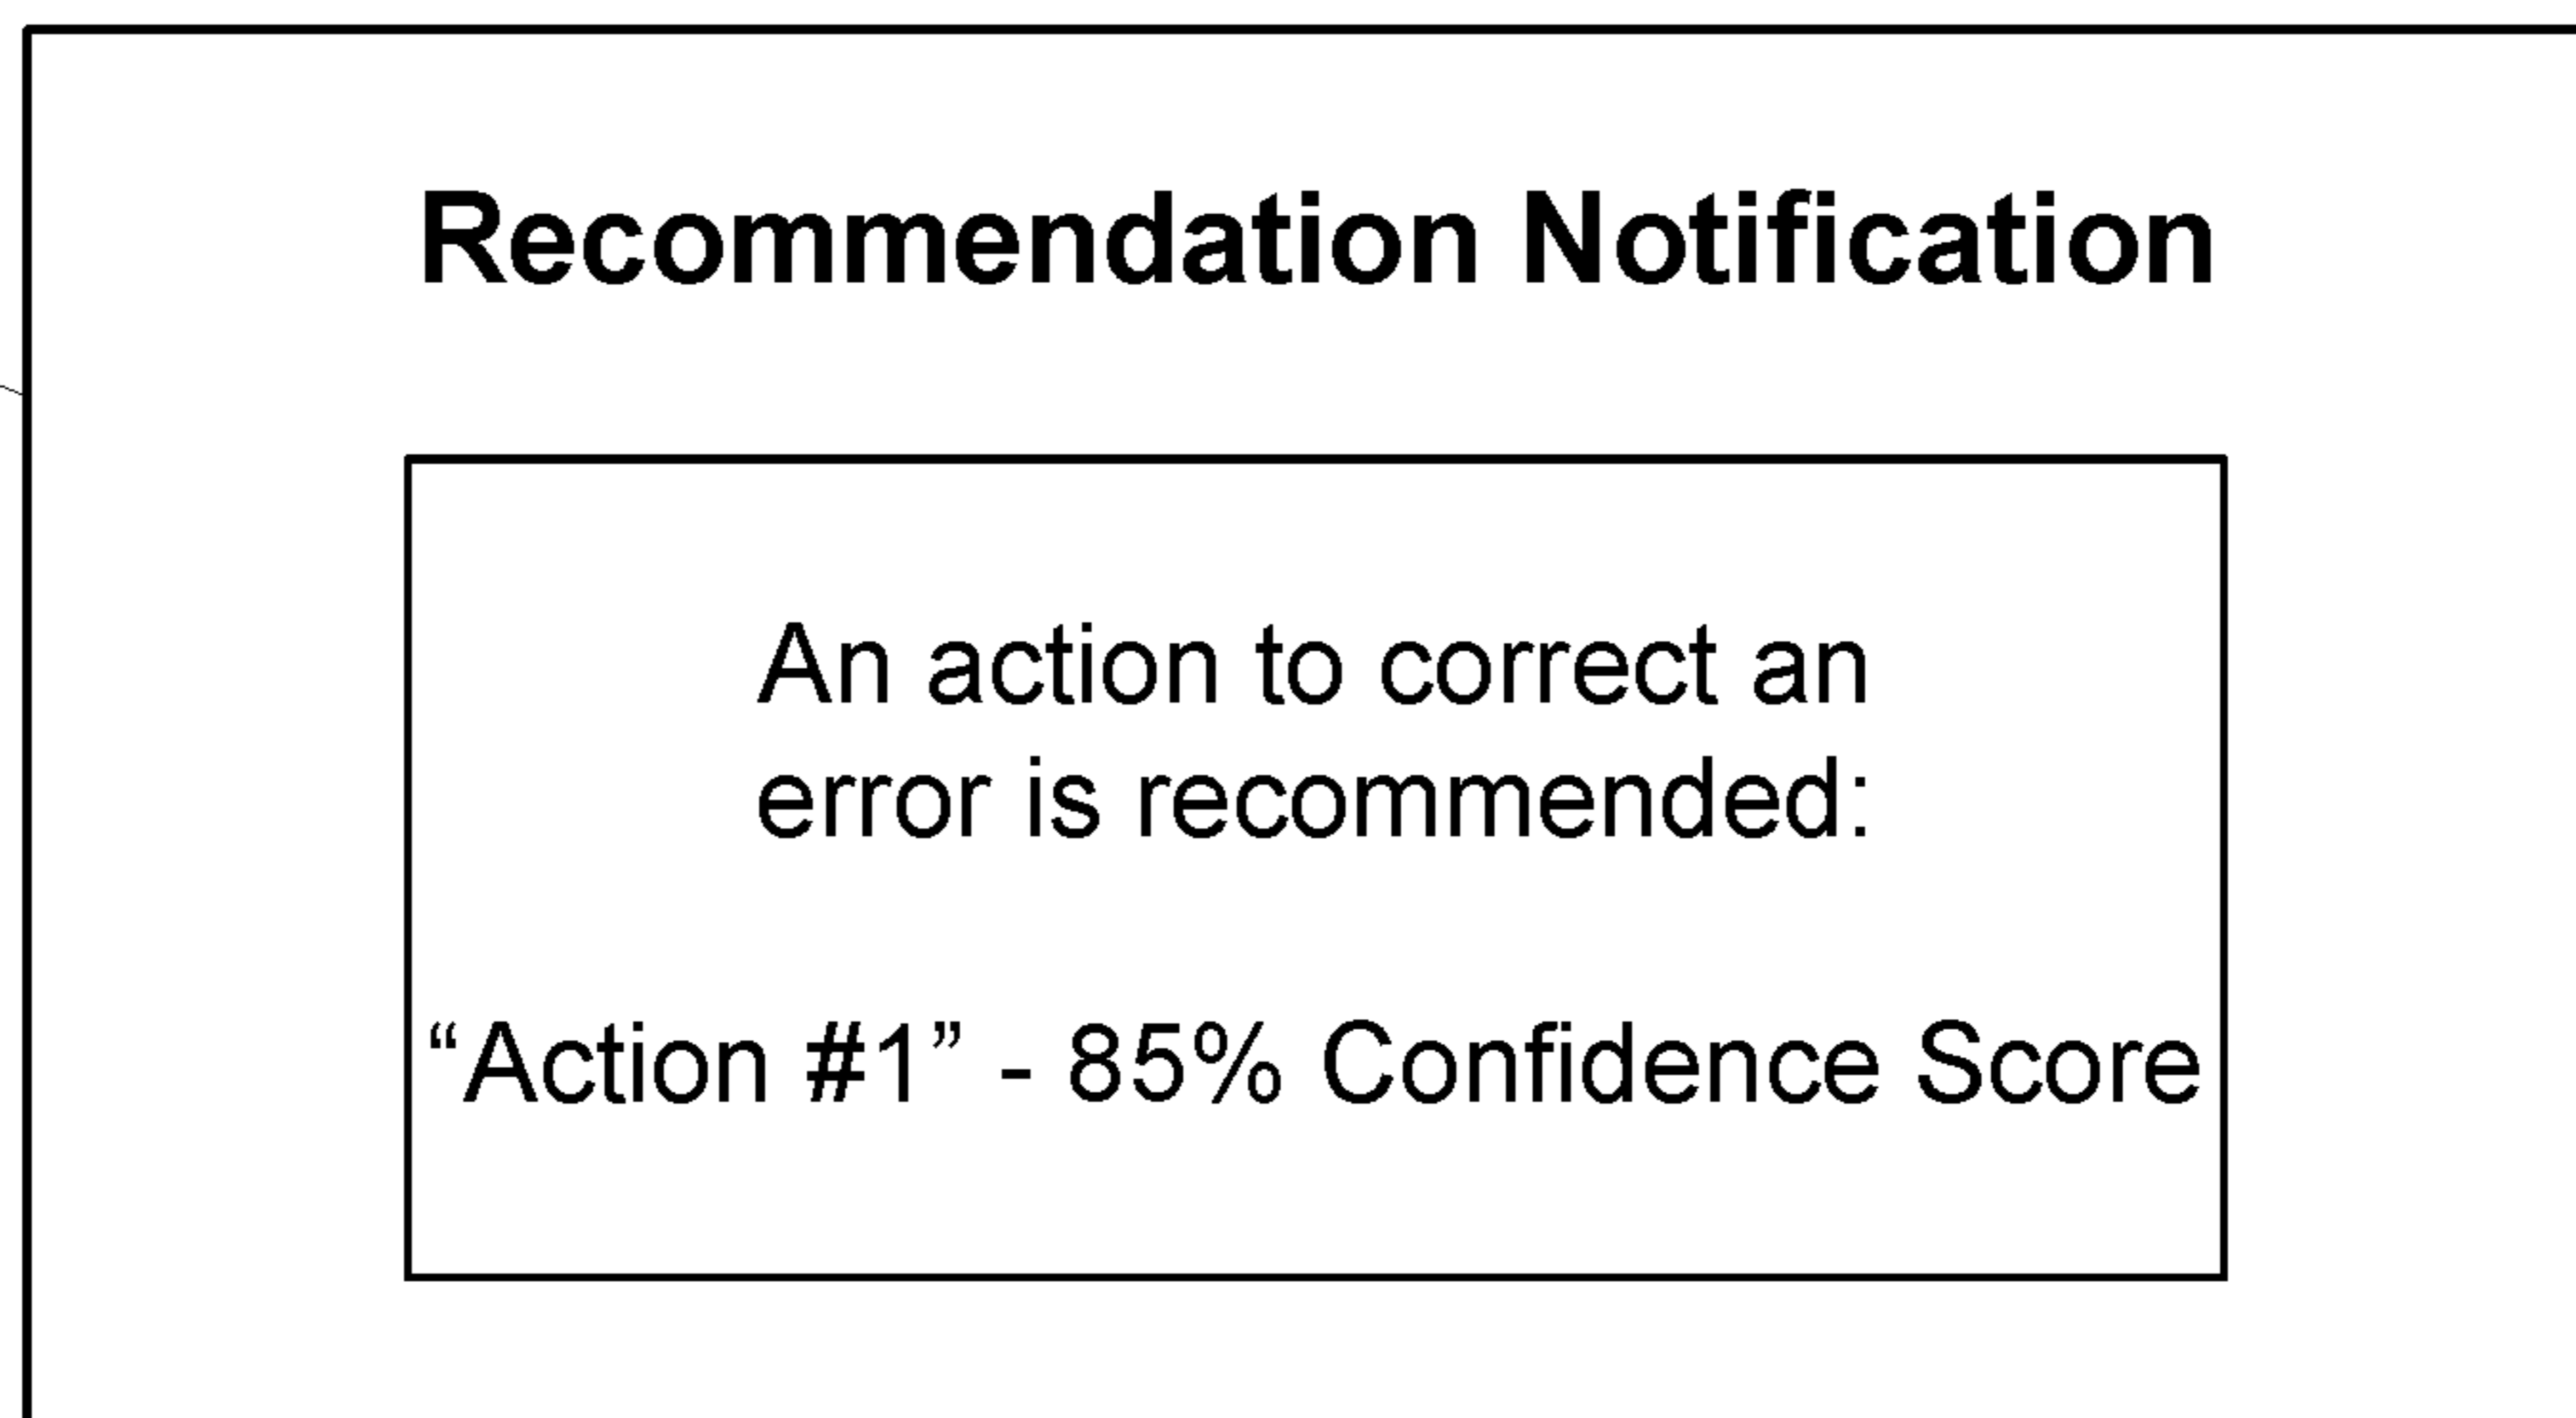 Recommendation Notification
An action to correct an
error is recommended:
“Action #1” - 85% Confidence Score